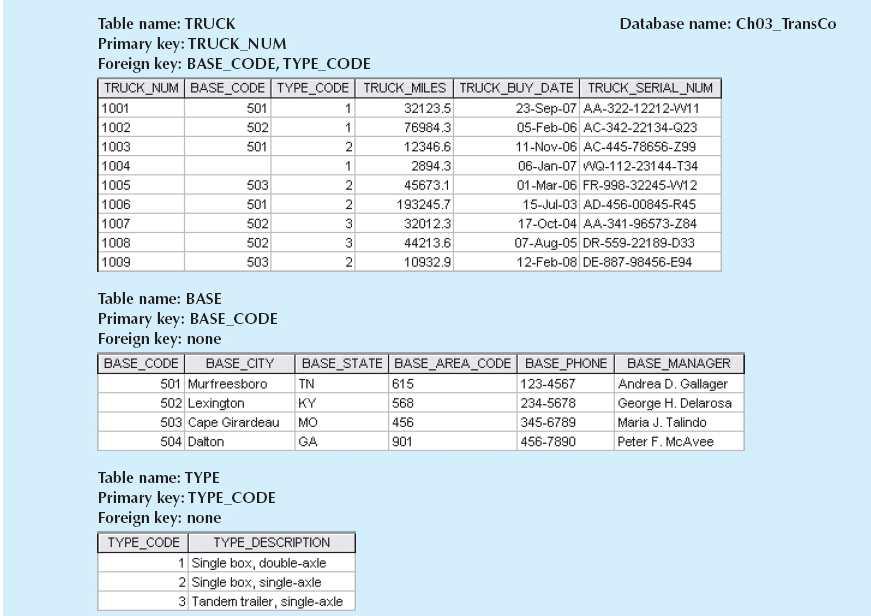 Table name: TRUCK Database name: Ch03_TransCo
Primary key: TRUCK_NUM
Foreign key: BASE_CODE, TYPE_CODE
TRUCK_NUM BASE_CODE TYPE_CODE TRUCK_MILES TRUCK_BUY_DATE TRUCK_SERIAL_NUM
1001 501 1 32123.5 23-Sep-07 AA-322-12212-W11
1002 502 1 76984.3 05-Feb-06 AC-342-22134-Q23
1003 501 2 12346.6 11-Nov-06 AC-445-78656-Z99
1004 1 2894.3 06-Jan-07 WQ-112-23144-T34
1005 503 2 45673.1 01-Mar-06 FR-998-32245-W12
1006 501 2 193245.7 15-Jul-03 AD-456-00845-R45
1007 502 3 32012.3 17-Oct-04 AA-341-96573-Z84
1008 502 3 44213.6 07-Aug-05 DR-559-22189-D33
1009 503 2 10932.9 12-Feb-08 DE-887-98456-E94
Table name: BASE
Primary key: BASE_CODE
Foreign key: none
BASE_CODE BASE_CITY BASE_STATE BASE_AREA_CODE BASE_PHONE BASE_MANAGER
501 Murfreesboro TN 615 123-4567 Andrea D. Gallager
502 Lexington KY 568 234-5678 George H. Delarosa
503 Cape Girardeau MO 456 345-6789 Maria J. Talindo
504 Dalton GA 901 456-7890 Peter F. McAvee
Table name: TYPE
Primary key: TYPE_CODE
Foreign key: none
TYPE_CODE TYPE_DESCRIPTION
1 Single box, double-axle
2 Single box, single-axle
3 Tandem trailer, single-axle